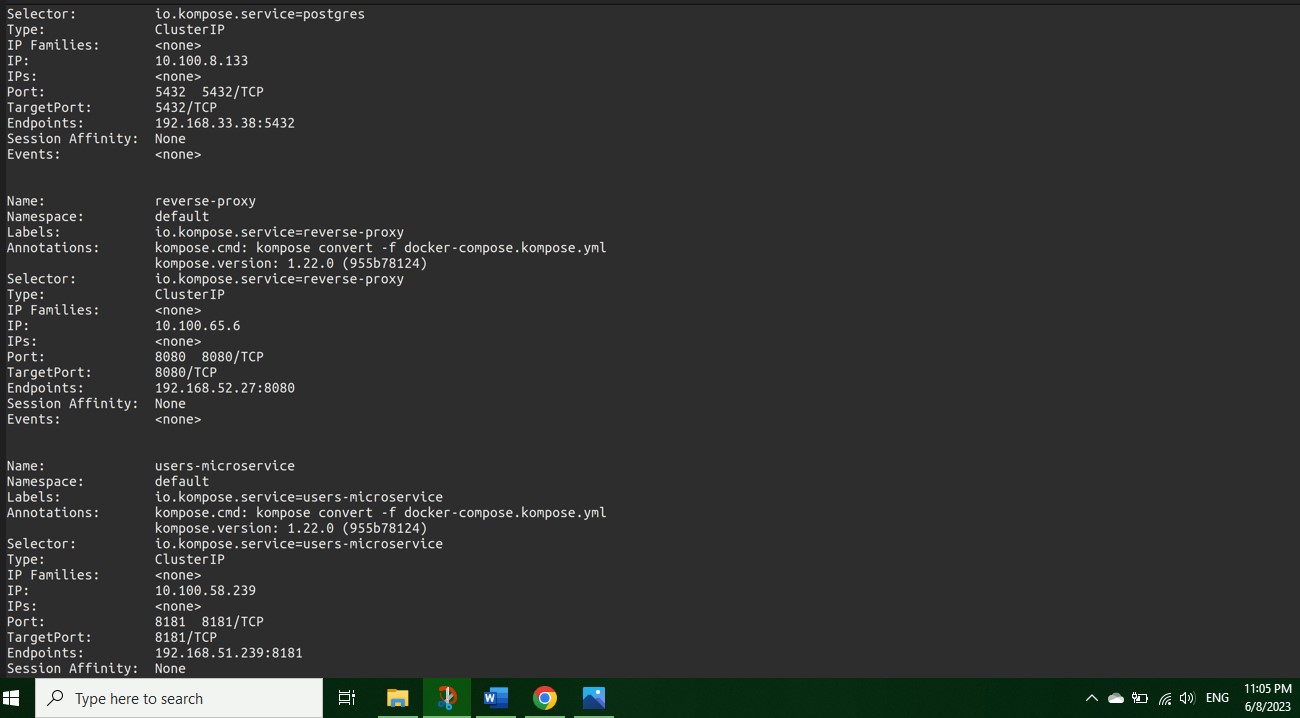 Selector:          io.kompose.service=postgres
Type:              ClusterIP
IP Families:       <none>
IP:                10.100.8.133
IPs:               <none>
Port:              5432  5432/TCP
TargetPort:        5432/TCP
Endpoints:         192.168.33.38:5432
Session Affinity:  None
Events:            <none>
Name:              reverse-proxy
Namespace:         default
Labels:            io.kompose.service=reverse-proxy
Annotations:       kompose.cmd: kompose convert -f docker-compose.kompose.yml
                   kompose.version: 1.22.0 (955b78124)
Selector:          io.kompose.service=reverse-proxy
Type:              ClusterIP
IP Families:       <none>
IP:                10.100.65.6
IPs:               <none>
Port:              8080  8080/TCP
TargetPort:        8080/TCP
Endpoints:         192.168.52.27:8080
Session Affinity:  None
Events:            <none>
Name:              users-microservice
Namespace:         default
Labels:            io.kompose.service=users-microservice
Annotations:       kompose.cmd: kompose convert -f docker-compose.kompose.yml
                   kompose.version: 1.22.0 (955b78124)
Selector:          io.kompose.service=users-microservice
Type:              ClusterIP
IP Families:       <none>
IP:                10.100.58.239
IPs:               <none>
Port:              8181  8181/TCP
TargetPort:        8181/TCP
Endpoints:         192.168.51.239:8181
Session Affinity:  None
Type here to search
W
ENG
11:05 PM
6/8/2023